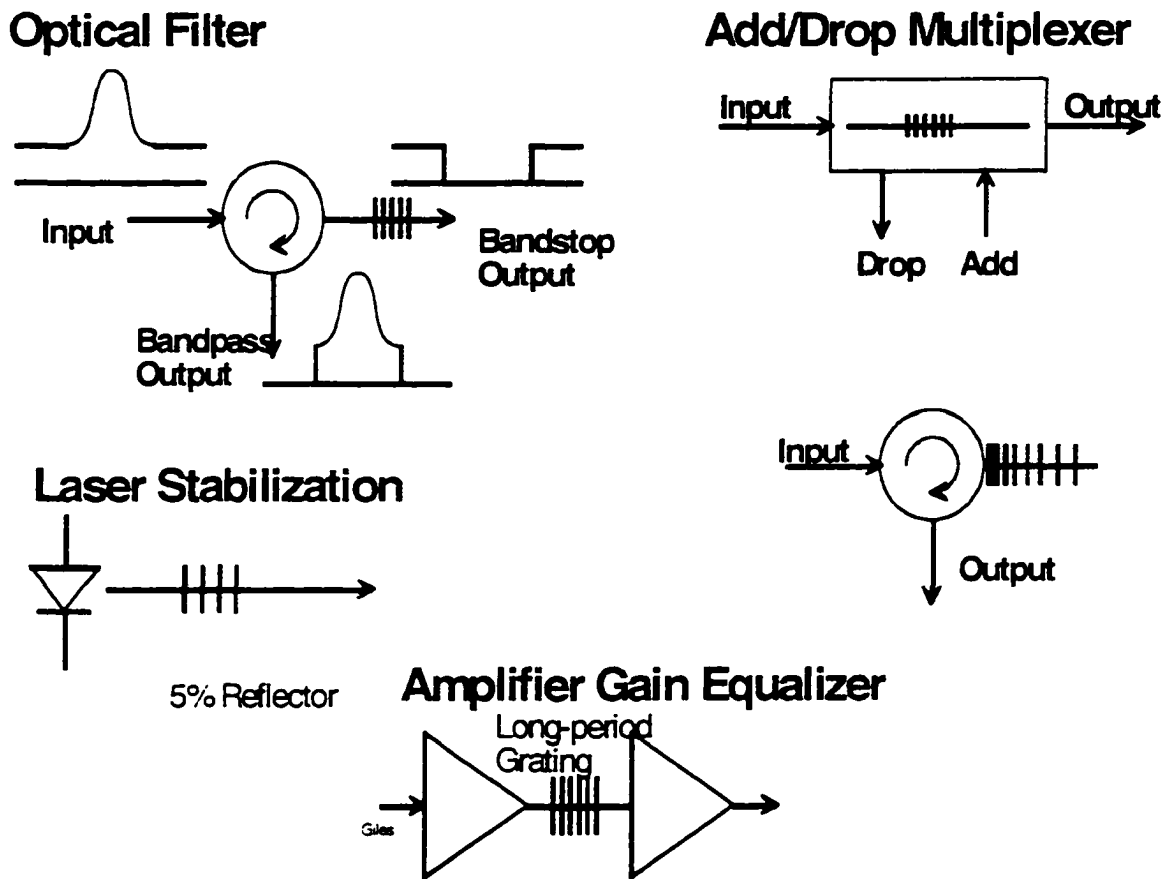 Optical Filter
Add/Drop Multiplexer
Input
Output
Input
Bandstop
Output
Drop
Add
Bandpass
Output
Input
Laser Stabilization
Output
5% Reflector
Amplifier Gain Equalizer
Long-period
Grating
Giles